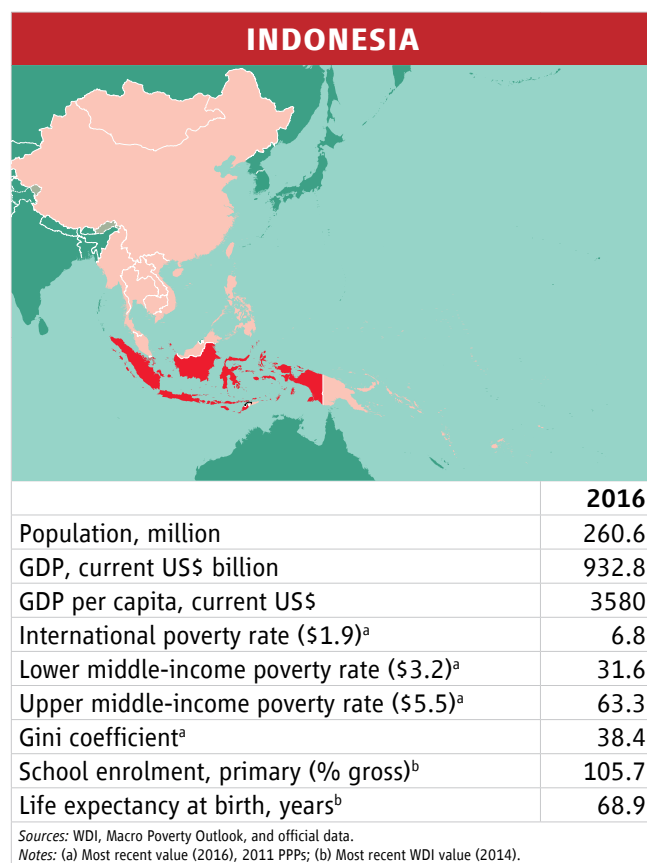 INDONESIA
2016
Population, million 260.6
GDP, current US$ billion 932.8
GDP per capita, current US$ 3580
International poverty rate ($1.9)ᵃ 6.8
Lower middle-income poverty rate ($3.2)ᵃ 31.6
Upper middle-income poverty rate ($5.5)ᵃ 63.3
Gini coefficientᵃ 38.4
School enrolment, primary (% gross)ᵇ 105.7
Life expectancy at birth, yearsᵇ 68.9
Sources: WDI, Macro Poverty Outlook, and official data.
Notes: (a) Most recent value (2016), 2011 PPPs; (b) Most recent WDI value (2014).